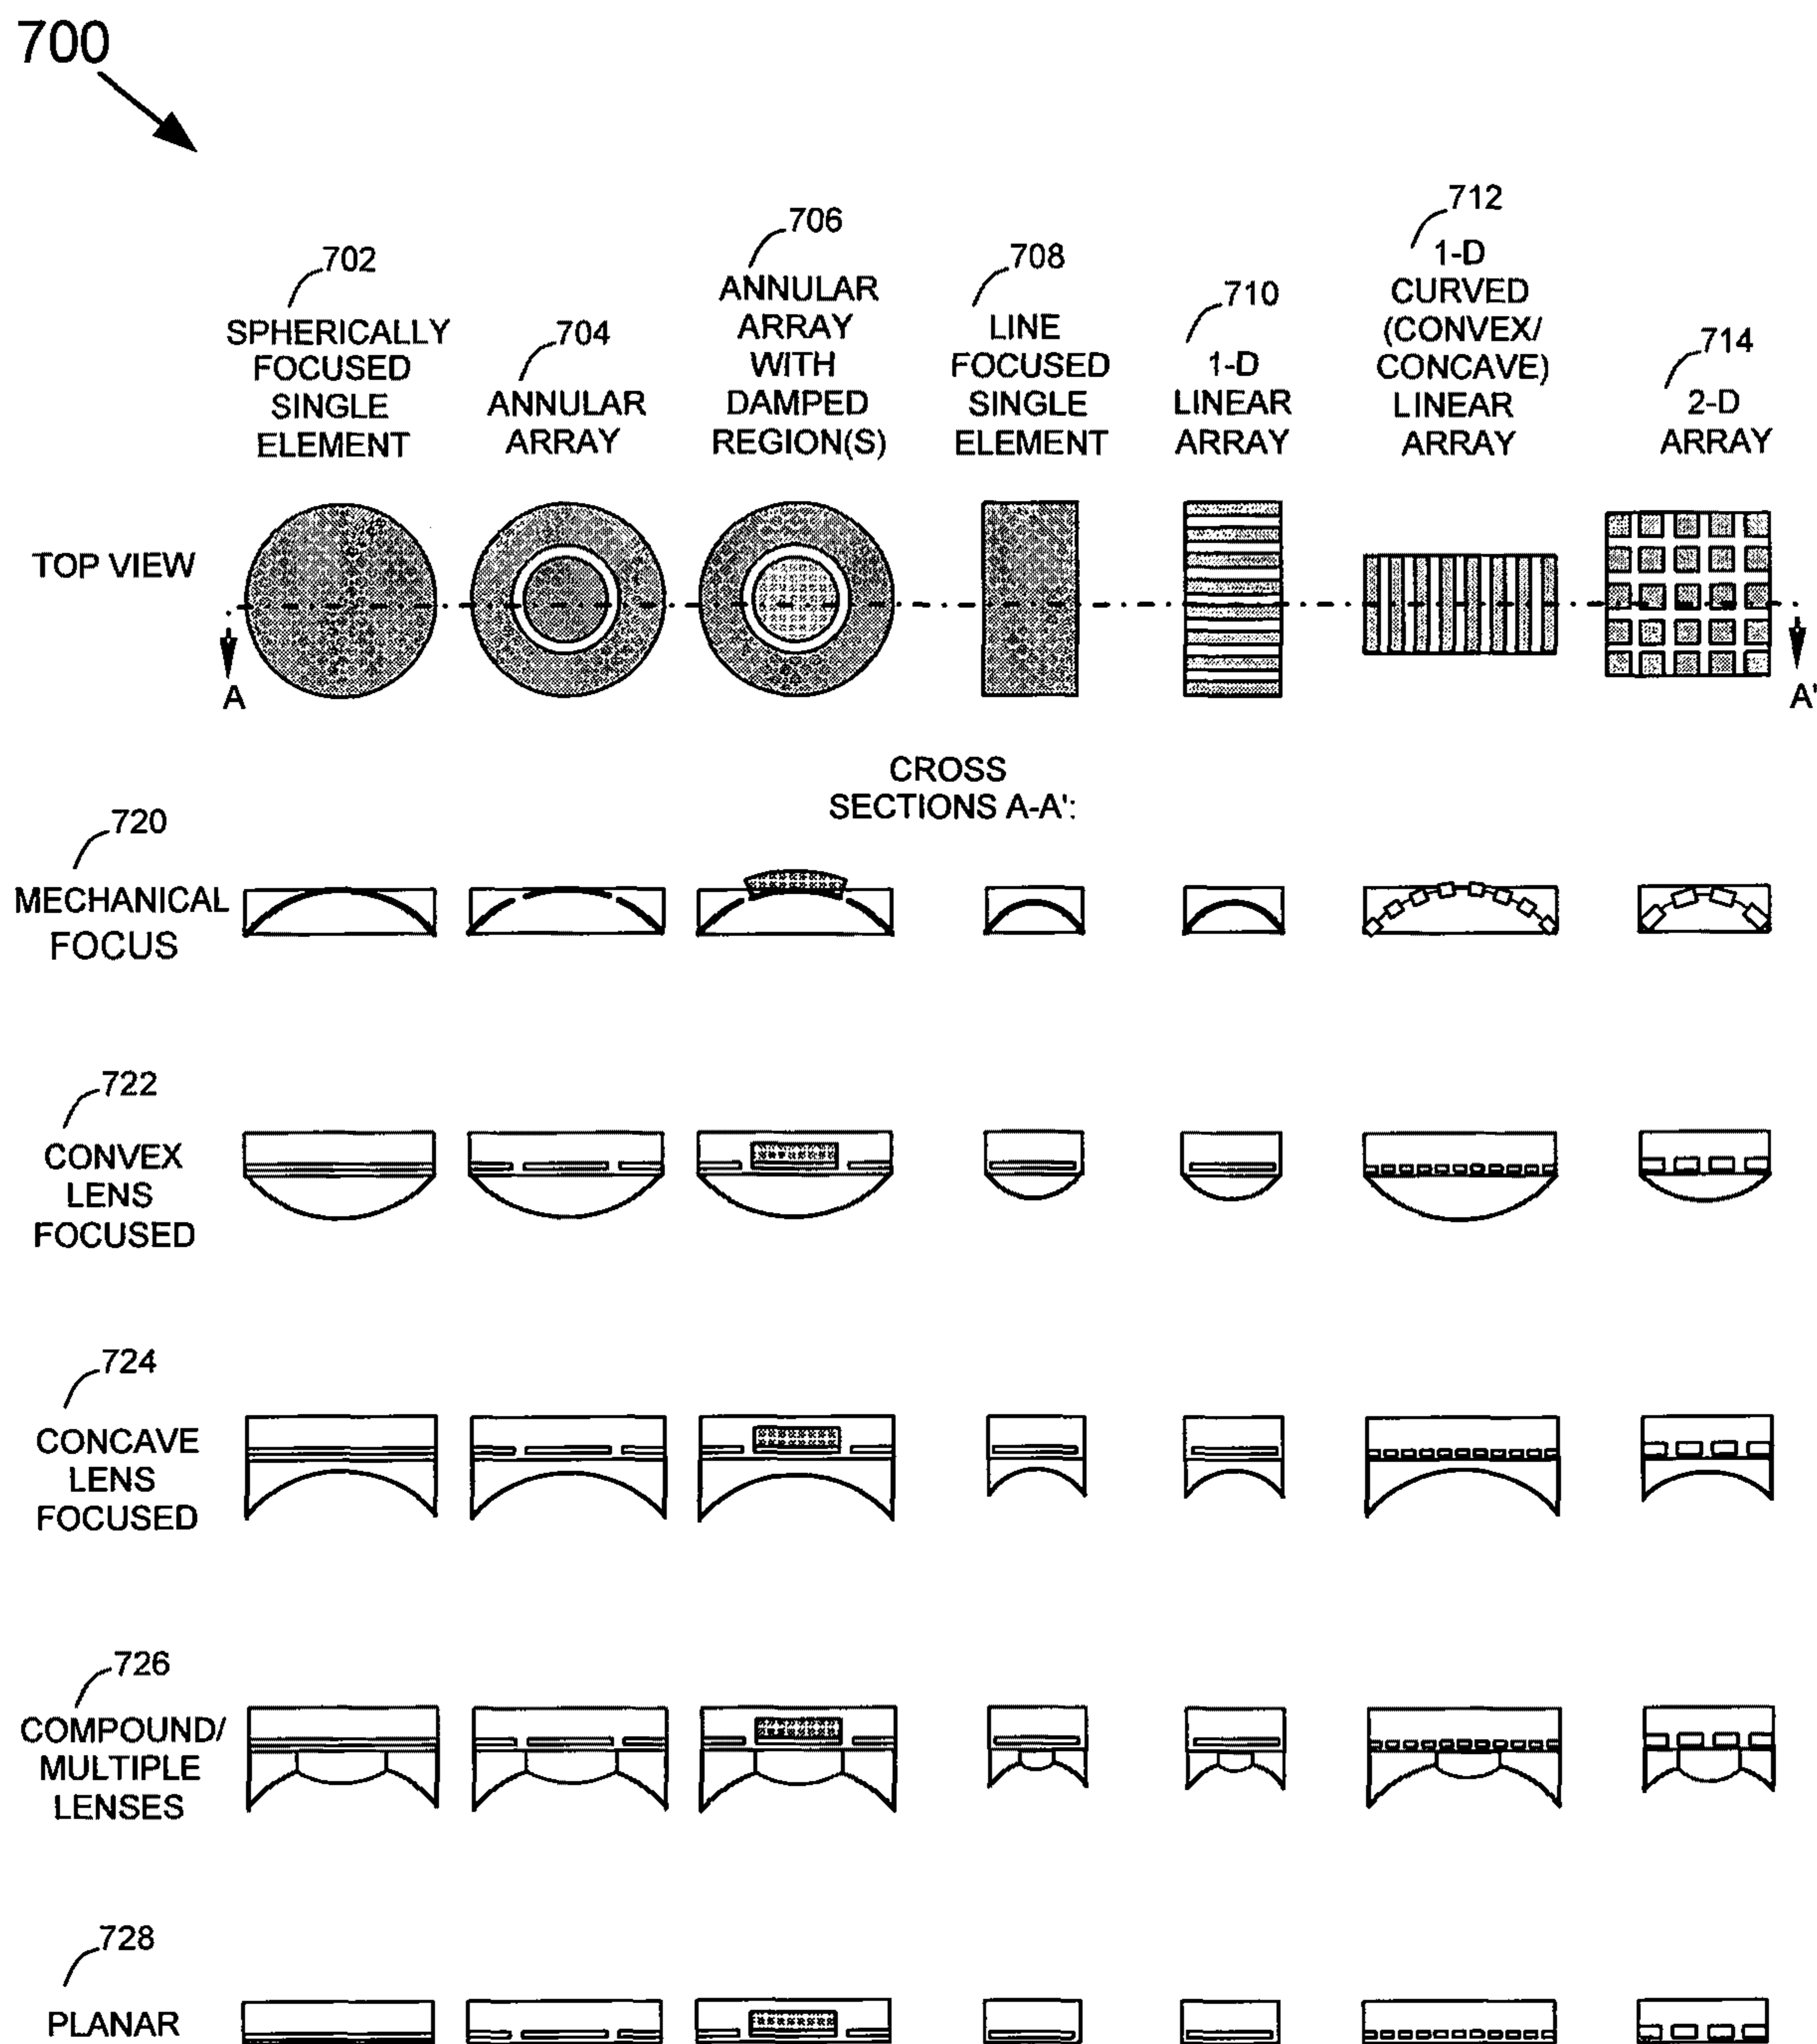 700
702
SPHERICALLY
FOCUSED
SINGLE
ELEMENT
704
ANNULAR
ARRAY
706
ANNULAR
ARRAY
WITH
DAMPED
REGION(S)
708
LINE
FOCUSED
SINGLE
ELEMENT
710
1-D
LINEAR
ARRAY
712
1-D
CURVED
(CONVEX/
CONCAVE)
LINEAR
ARRAY
714
2-D
ARRAY
TOP VIEW
A
A'
CROSS
SECTIONS A-A':
720
MECHANICAL
FOCUS
722
CONVEX
LENS
FOCUSED
724
CONCAVE
LENS
FOCUSED
726
COMPOUND/
MULTIPLE
LENSES
728
PLANAR